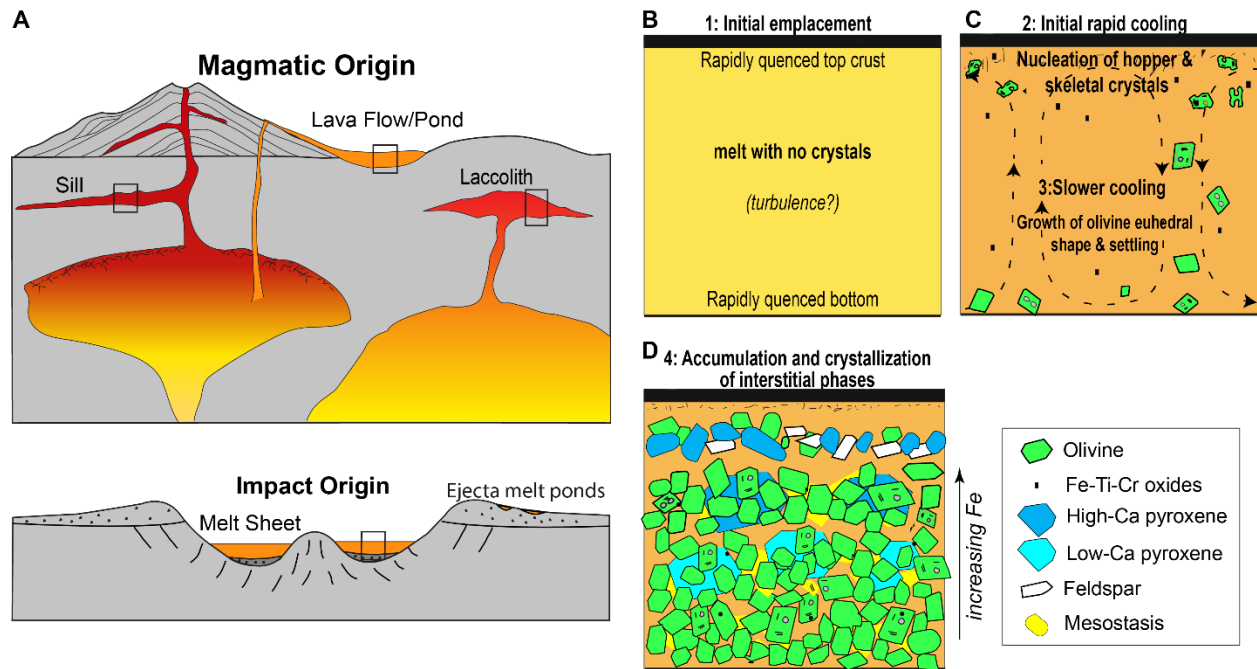 A
Magmatic Origin
Lava Flow/Pond
Sill
Laccolith
Impact Origin
Ejecta melt ponds
Melt Sheet
B
1: Initial emplacement
Rapidly quenced top crust
melt with no crystals
(turbulence?)
Rapidly quenced bottom
C
2: Initial rapid cooling
Nucleation of hopper &
skeletal crystals
3:Slower cooling
Growth of olivine euhedral
shape & settling
D
4: Accumulation and crystallization
of interstitial phases
increasing Fe
Olivine
Fe-Ti-Cr oxides
High-Ca pyroxene
Low-Ca pyroxene
Feldspar
Mesostasis